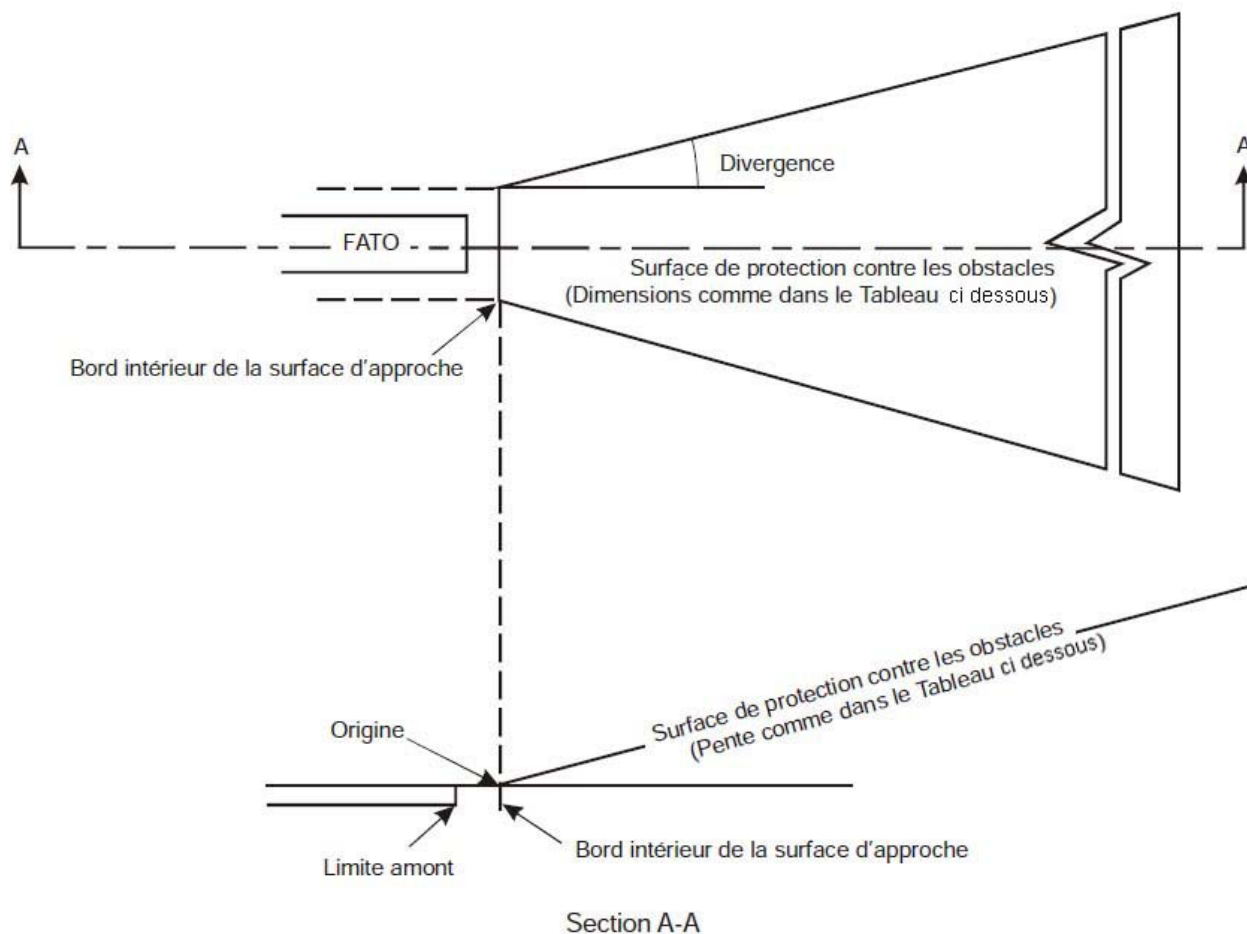 A
A
Divergence
FATO
Surface de protection contre les obstacles
(Dimensions comme dans le Tableau ci dessous)
Bord intérieur de la surface d'approche
Surface de protection contre les obstacles
(Pente comme dans le Tableau ci dessous)
Origine
Bord intérieur de la surface d'approche
Limite amont
Section A-A